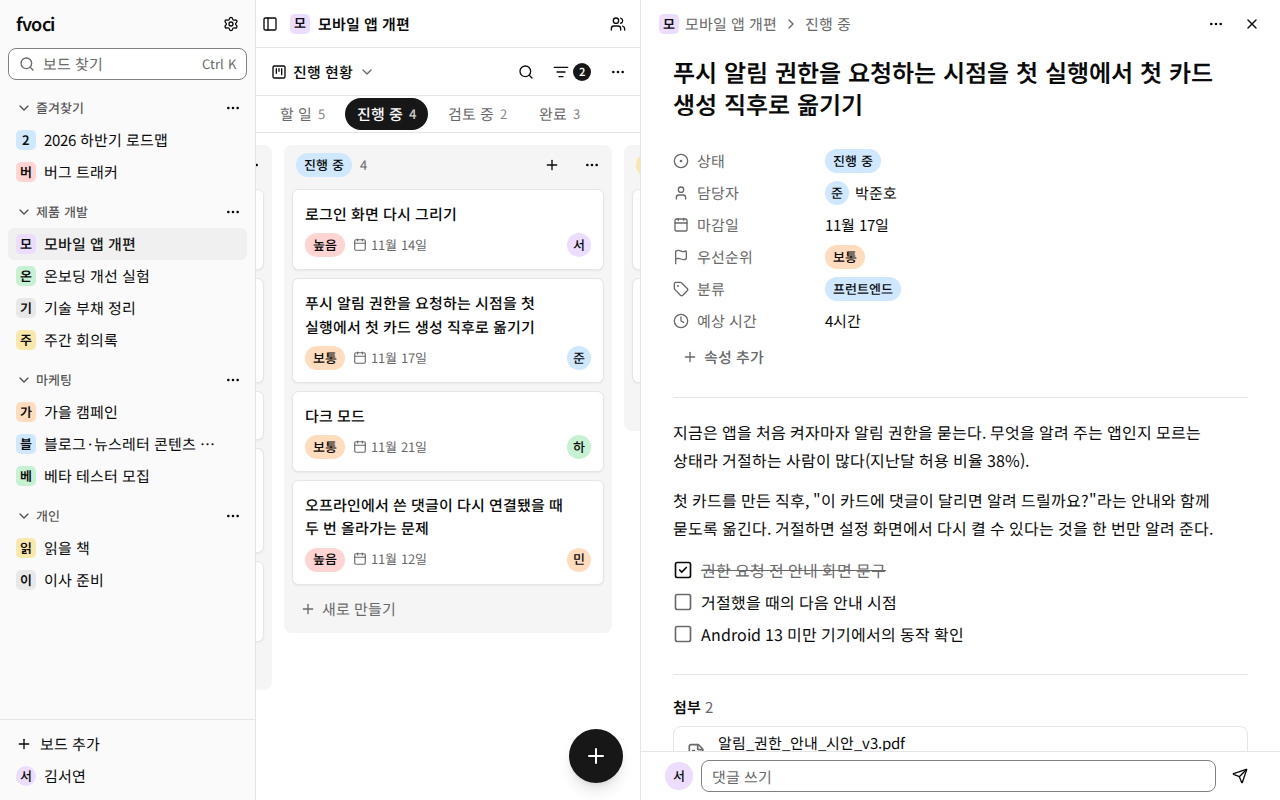 fvoci
보드 찾기 Ctrl K
즐겨찾기
2 2026 하반기 로드맵
버 버그 트래커
제품 개발
모 모바일 앱 개편
온 온보딩 개선 실험
기 기술 부채 정리
주 주간 회의록
마케팅
가 가을 캠페인
블 블로그·뉴스레터 콘텐츠 ···
베 베타 테스터 모집
개인
읽 읽을 책
이 이사 준비
보드 추가
서 김서연
모 모바일 앱 개편
진행 현황 2
할 일 5 진행 중 4 검토 중 2 완료 3
진행 중 4
로그인 화면 다시 그리기
높음 11월 14일 서
푸시 알림 권한을 요청하는 시점을 첫
실행에서 첫 카드 생성 직후로 옮기기
보통 11월 17일 준
다크 모드
보통 11월 21일 하
오프라인에서 쓴 댓글이 다시 연결됐을 때
두 번 올라가는 문제
높음 11월 12일 민
새로 만들기
모 모바일 앱 개편 진행 중
푸시 알림 권한을 요청하는 시점을 첫 실행에서 첫 카드
생성 직후로 옮기기
상태 진행 중
담당자 준 박준호
마감일 11월 17일
우선순위 보통
분류 프런트엔드
예상 시간 4시간
속성 추가
지금은 앱을 처음 켜자마자 알림 권한을 묻는다. 무엇을 알려 주는 앱인지 모르는
상태라 거절하는 사람이 많다(지난달 허용 비율 38%).
첫 카드를 만든 직후, "이 카드에 댓글이 달리면 알려 드릴까요?"라는 안내와 함께
묻도록 옮긴다. 거절하면 설정 화면에서 다시 켤 수 있다는 것을 한 번만 알려 준다.
권한 요청 전 안내 화면 문구
거절했을 때의 다음 안내 시점
Android 13 미만 기기에서의 동작 확인
첨부 2
알림_권한_안내_시안_v3.pdf
서 댓글 쓰기